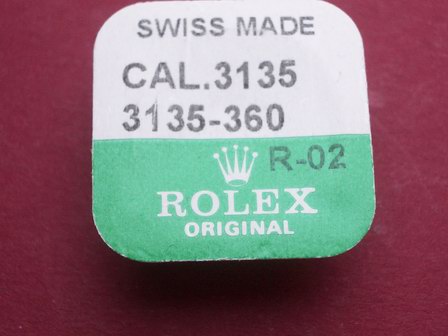 SWISS MADE
CAL.3135
3135-360
R-02
ROLEX
ORIGINAL